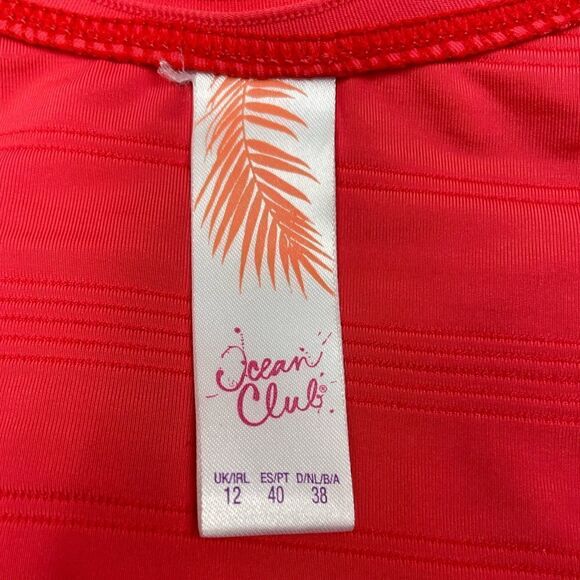 Ocean
Club®
UK/IRL ES/PT D/NL/B/A
12 40 38